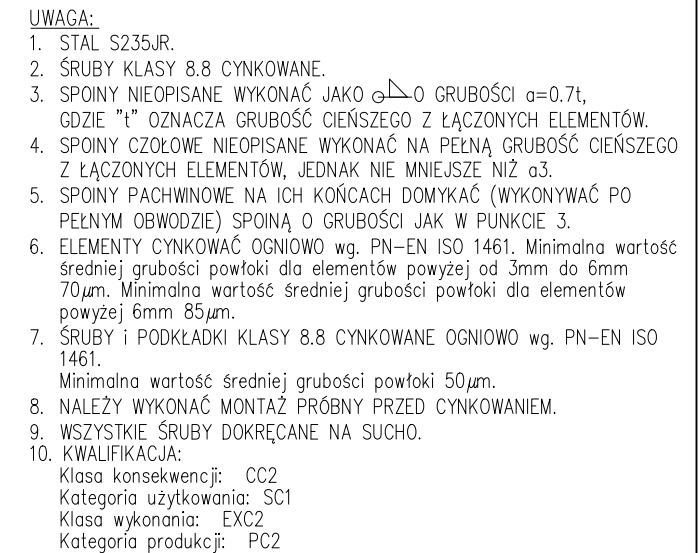 UWAGA:
1. STAL S235JR.
2. ŚRUBY KLASY 8.8 CYNKOWANE.
3. SPOINY NIEOPISANE WYKONAĆ JAKO O GRUBOŚCI a=0.7t,
GDZIE "t" OZNACZA GRUBOŚĆ CIEŃSZEGO Z ŁĄCZONYCH ELEMENTÓW.
4. SPOINY CZOŁOWE NIEOPISANE WYKONAĆ NA PEŁNĄ GRUBOŚĆ CIEŃSZEGO
Z ŁĄCZONYCH ELEMENTÓW, JEDNAK NIE MNIEJSZE NIŻ a3.
5. SPOINY PACHWINOWE NA ICH KOŃCACH DOMYKAĆ (WYKONYWAĆ PO
PEŁNYM OBWODZIE) SPOINĄ O GRUBOŚCI JAK W PUNKCIE 3.
6. ELEMENTY CYNKOWAĆ OGNIOWO wg. PN-EN ISO 1461. Minimalna wartość
średniej grubości powłoki dla elementów powyżej od 3mm do 6mm
70μm. Minimalna wartość średniej grubości powłoki dla elementów
powyżej 6mm 85μm.
7. ŚRUBY i PODKŁADKI KLASY 8.8 CYNKOWANE OGNIOWO wg. PN-EN ISO
1461.
Minimalna wartość średniej grubości powłoki 50μm.
8. NALEŻY WYKONAĆ MONTAŻ PRÓBNY PRZED CYNKOWANIEM.
9. WSZYSTKIE ŚRUBY DOKRĘCANE NA SUCHO.
10. KWALIFIKACJA:
Klasa konsekwencji: CC2
Kategoria użytkowania: SC1
Klasa wykonania: EXC2
Kategoria produkcji: PC2